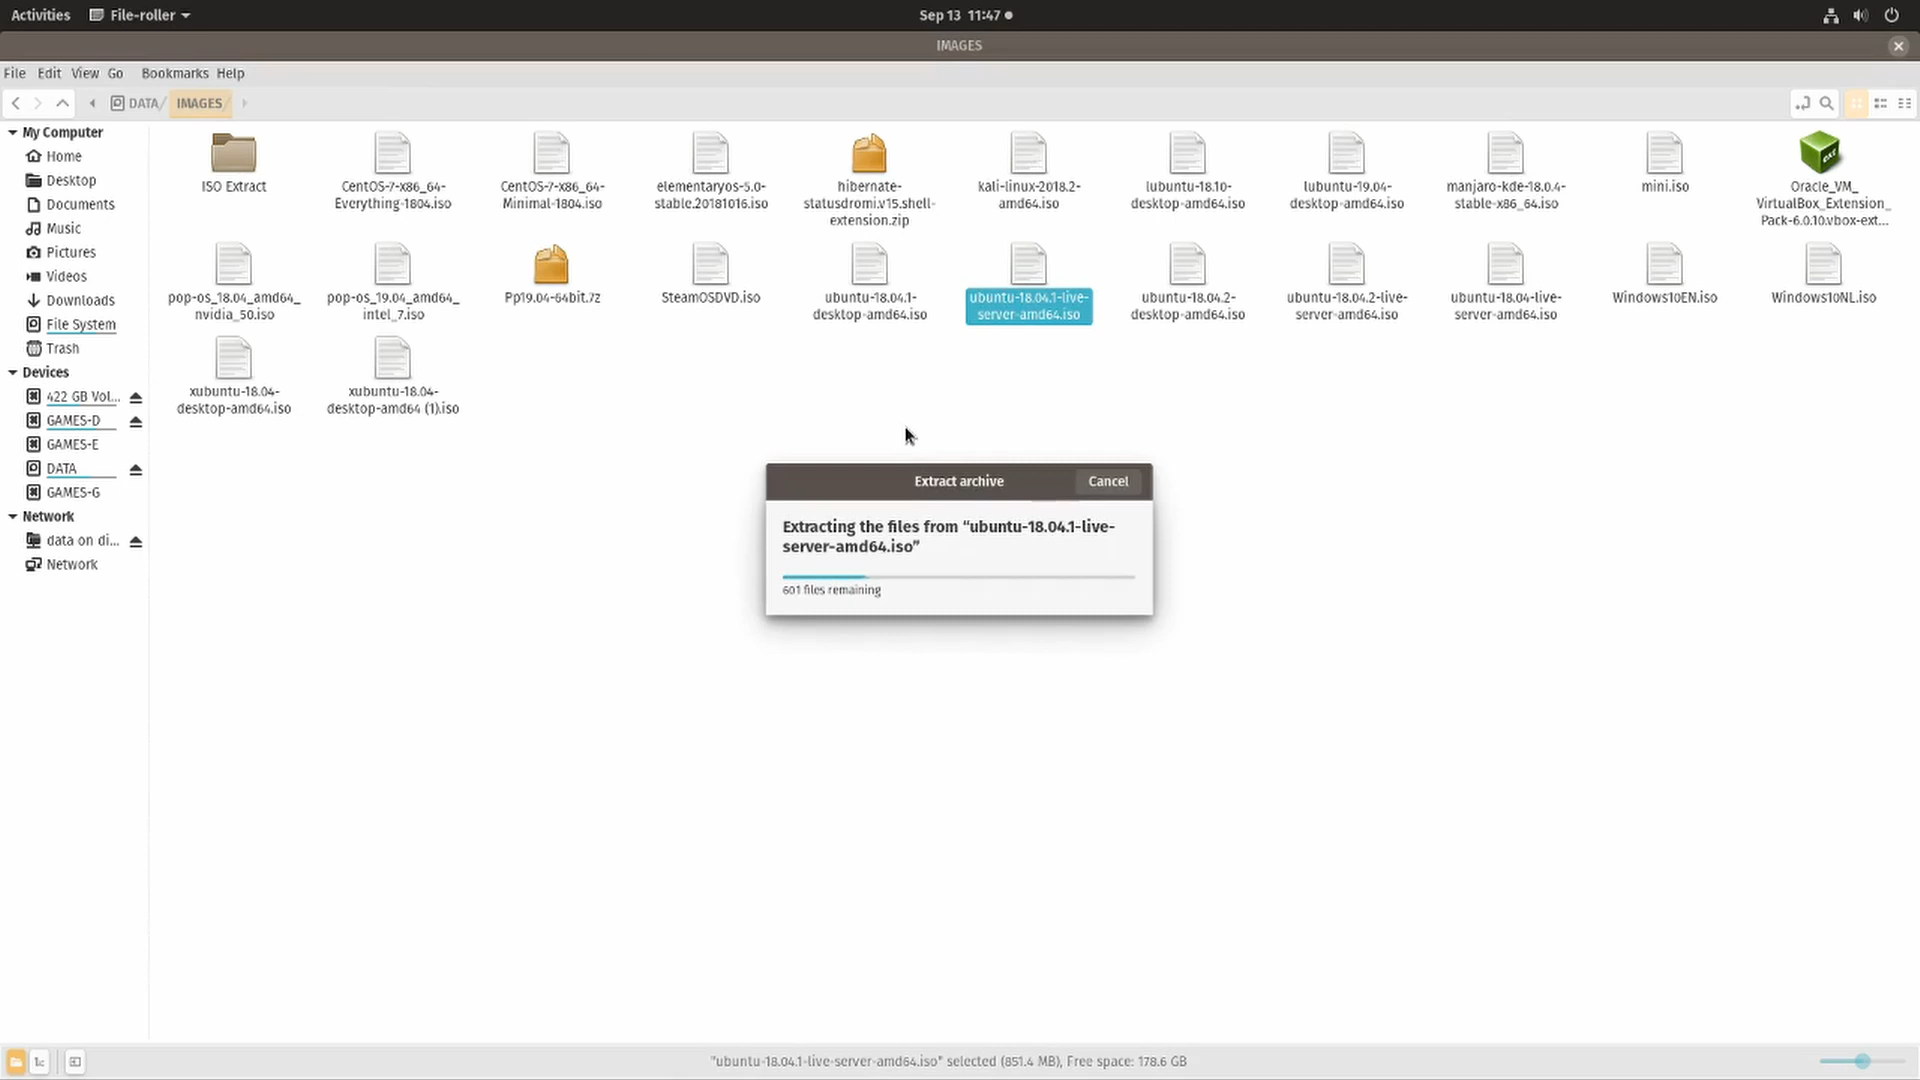 Activities
File-roller
Sep 13 11:47
IMAGES
File Edit View Go Bookmarks Help
DATA
IMAGES
My Computer
Home
Desktop
Documents
Music
Pictures
Videos
Downloads
File System
Trash
Devices
422 GB Vol...
GAMES-D
GAMES-E
DATA
GAMES-G
Network
data on di...
Network
ISO Extract
CentOS-7-x86_64-
Everything-1804.iso
CentOS-7-x86_64-
Minimal-1804.iso
elementaryos-5.0-
stable.20181016.iso
hibernate-
statusdromi.v15.shell-
extension.zip
kali-linux-2018.2-
amd64.iso
lubuntu-18.10-
desktop-amd64.iso
lubuntu-19.04-
desktop-amd64.iso
manjaro-kde-18.0.4-
stable-x86_64.iso
mini.iso
Oracle_VM_
VirtualBox_Extension_
Pack-6.0.10.vbox-ext...
pop-os_18.04_amd64_
nvidia_50.iso
pop-os_19.04_amd64_
intel_7.iso
Pp19.04-64bit.7z
SteamOSDVD.iso
ubuntu-18.04.1-
desktop-amd64.iso
ubuntu-18.04.1-live-
server-amd64.iso
ubuntu-18.04.2-
desktop-amd64.iso
ubuntu-18.04.2-live-
server-amd64.iso
ubuntu-18.04-live-
server-amd64.iso
Windows10EN.iso
Windows10NL.iso
xubuntu-18.04-
desktop-amd64.iso
xubuntu-18.04-
desktop-amd64 (1).iso
Extract archive
Cancel
Extracting the files from “ubuntu-18.04.1-live-
server-amd64.iso”
601 files remaining
"ubuntu-18.04.1-live-server-amd64.iso" selected (851.4 MB), Free space: 178.6 GB